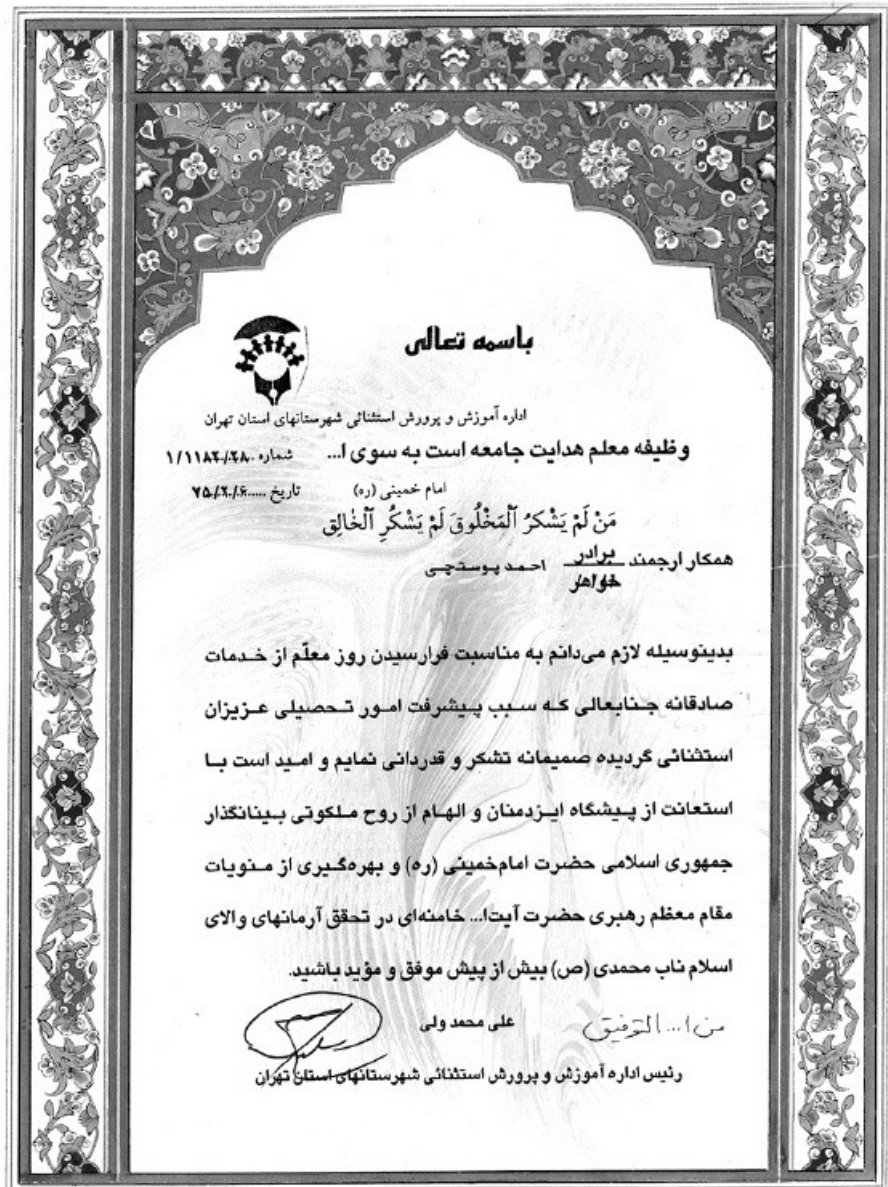 باسمه تعالی
اداره آموزش و پرورش استثنائی شهرستانهای استان تهران
وظیفه معلم هدایت جامعه است به سوی ا...
شماره ۱/۱۱۸۲/۲۸۰۰
امام خمینی (ره)
تاریخ ۷۵/۲/۶
مَنْ لَمْ يَشْكُرُ ٱلْمَخْلُوقَ لَمْ يَشْكُرِ ٱلْخٰالِق
همکار ارجمند برادر احمد پوستچی
خواهر
بدینوسیله لازم می‌دانم به مناسبت فرارسیدن روز معلّم از خدمات
صادقانه جنابعالی که سبب پیشرفت امور تحصیلی عزیزان
استثنائی گردیده صمیمانه تشکر و قدردانی نمایم و امید است با
استعانت از پیشگاه ایزدمنان و الهام از روح ملکوتی بینانگذار
جمهوری اسلامی حضرت امام‌خمینی (ره) و بهره‌گیری از منویات
مقام معظم رهبری حضرت آیت‌ا... خامنه‌ای در تحقق آرمانهای والای
اسلام ناب محمدی (ص) بیش از پیش موفق و مؤید باشید.
من ا... التوفیق
علی محمد ولی
رئیس اداره آموزش و پرورش استثنائی شهرستانهای استان تهران